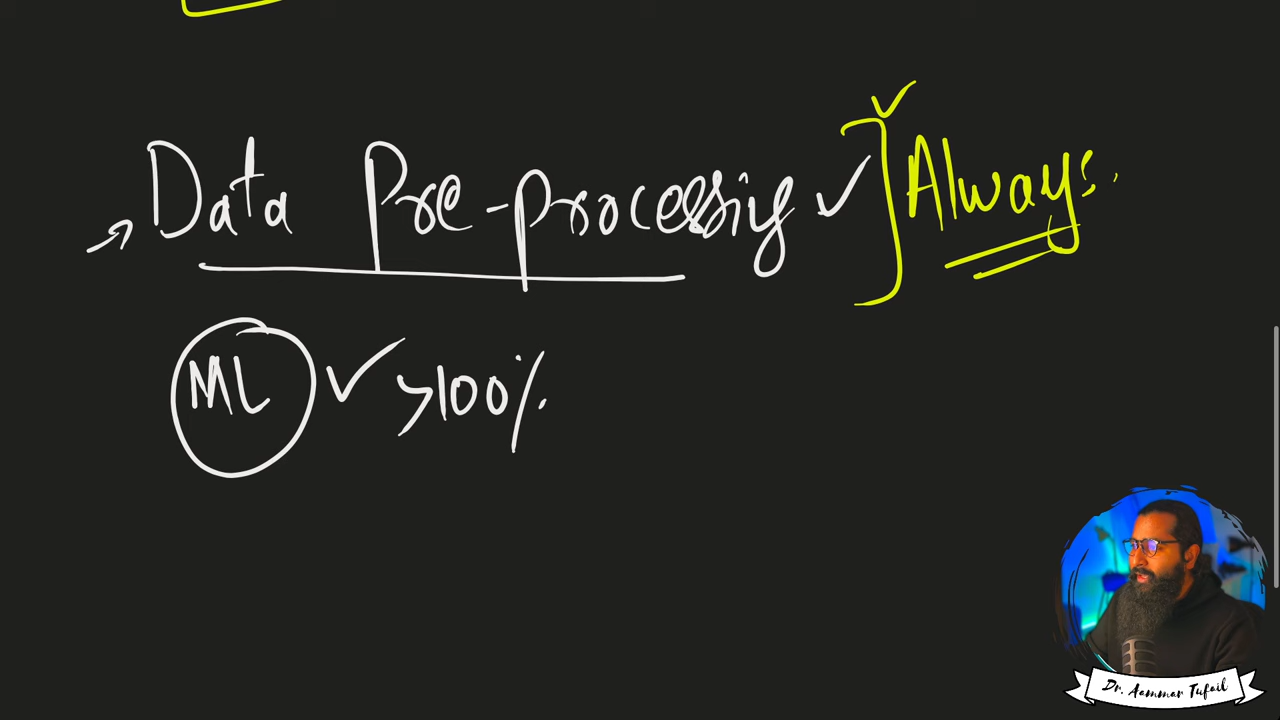 → Data Pre-processing ✓ ] Always.
ML ✓ >100%
Dr. Aammar Tufail